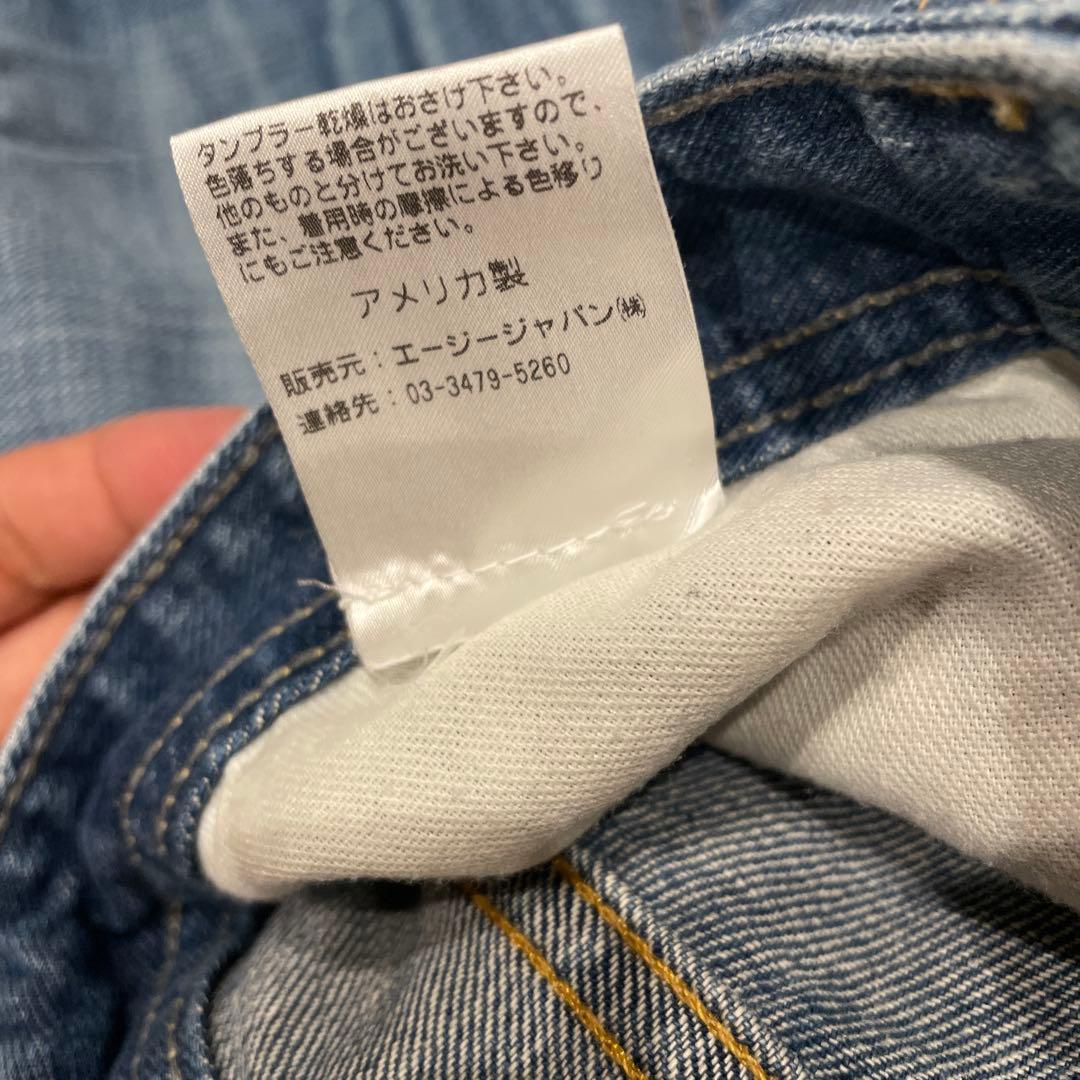 タンブラー乾燥はおさけ下さい。
色落ちする場合がございますので、
他のものと分けてお洗い下さい。
また、着用時の摩擦による色移り
にもご注意ください。
アメリカ製
販売元：エージージャパン㈱
連絡先：03-3479-5260